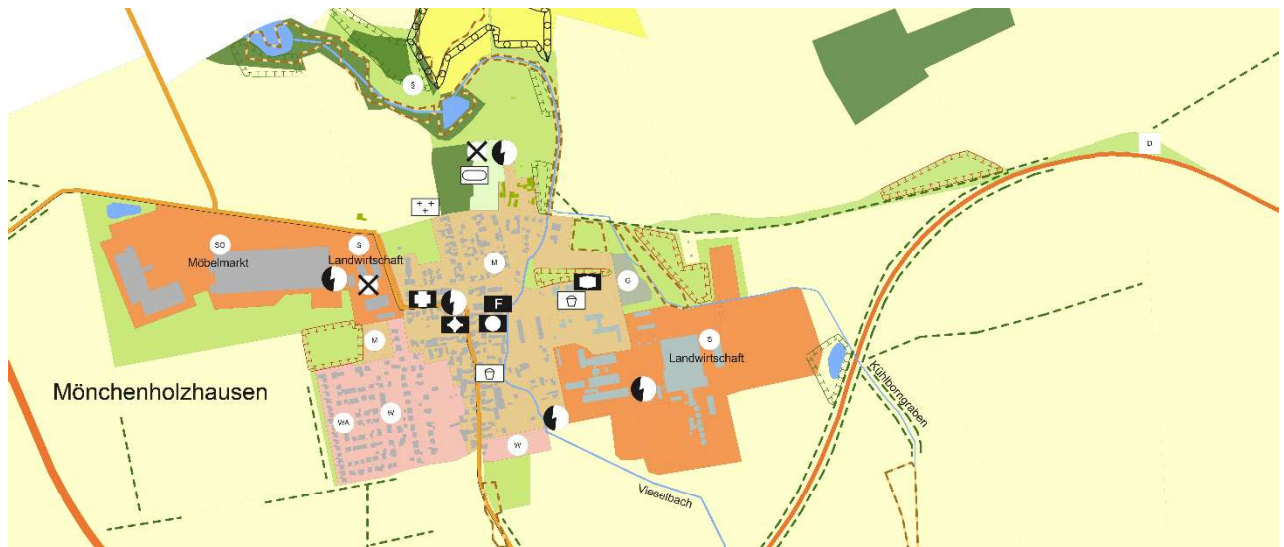 §
D
SO
Möbelmarkt
S
Landwirtschaft
M
G
F
S
Landwirtschaft
M
Mönchenholzhausen
WA
W
W
Kühlborngraben
Vieselbach